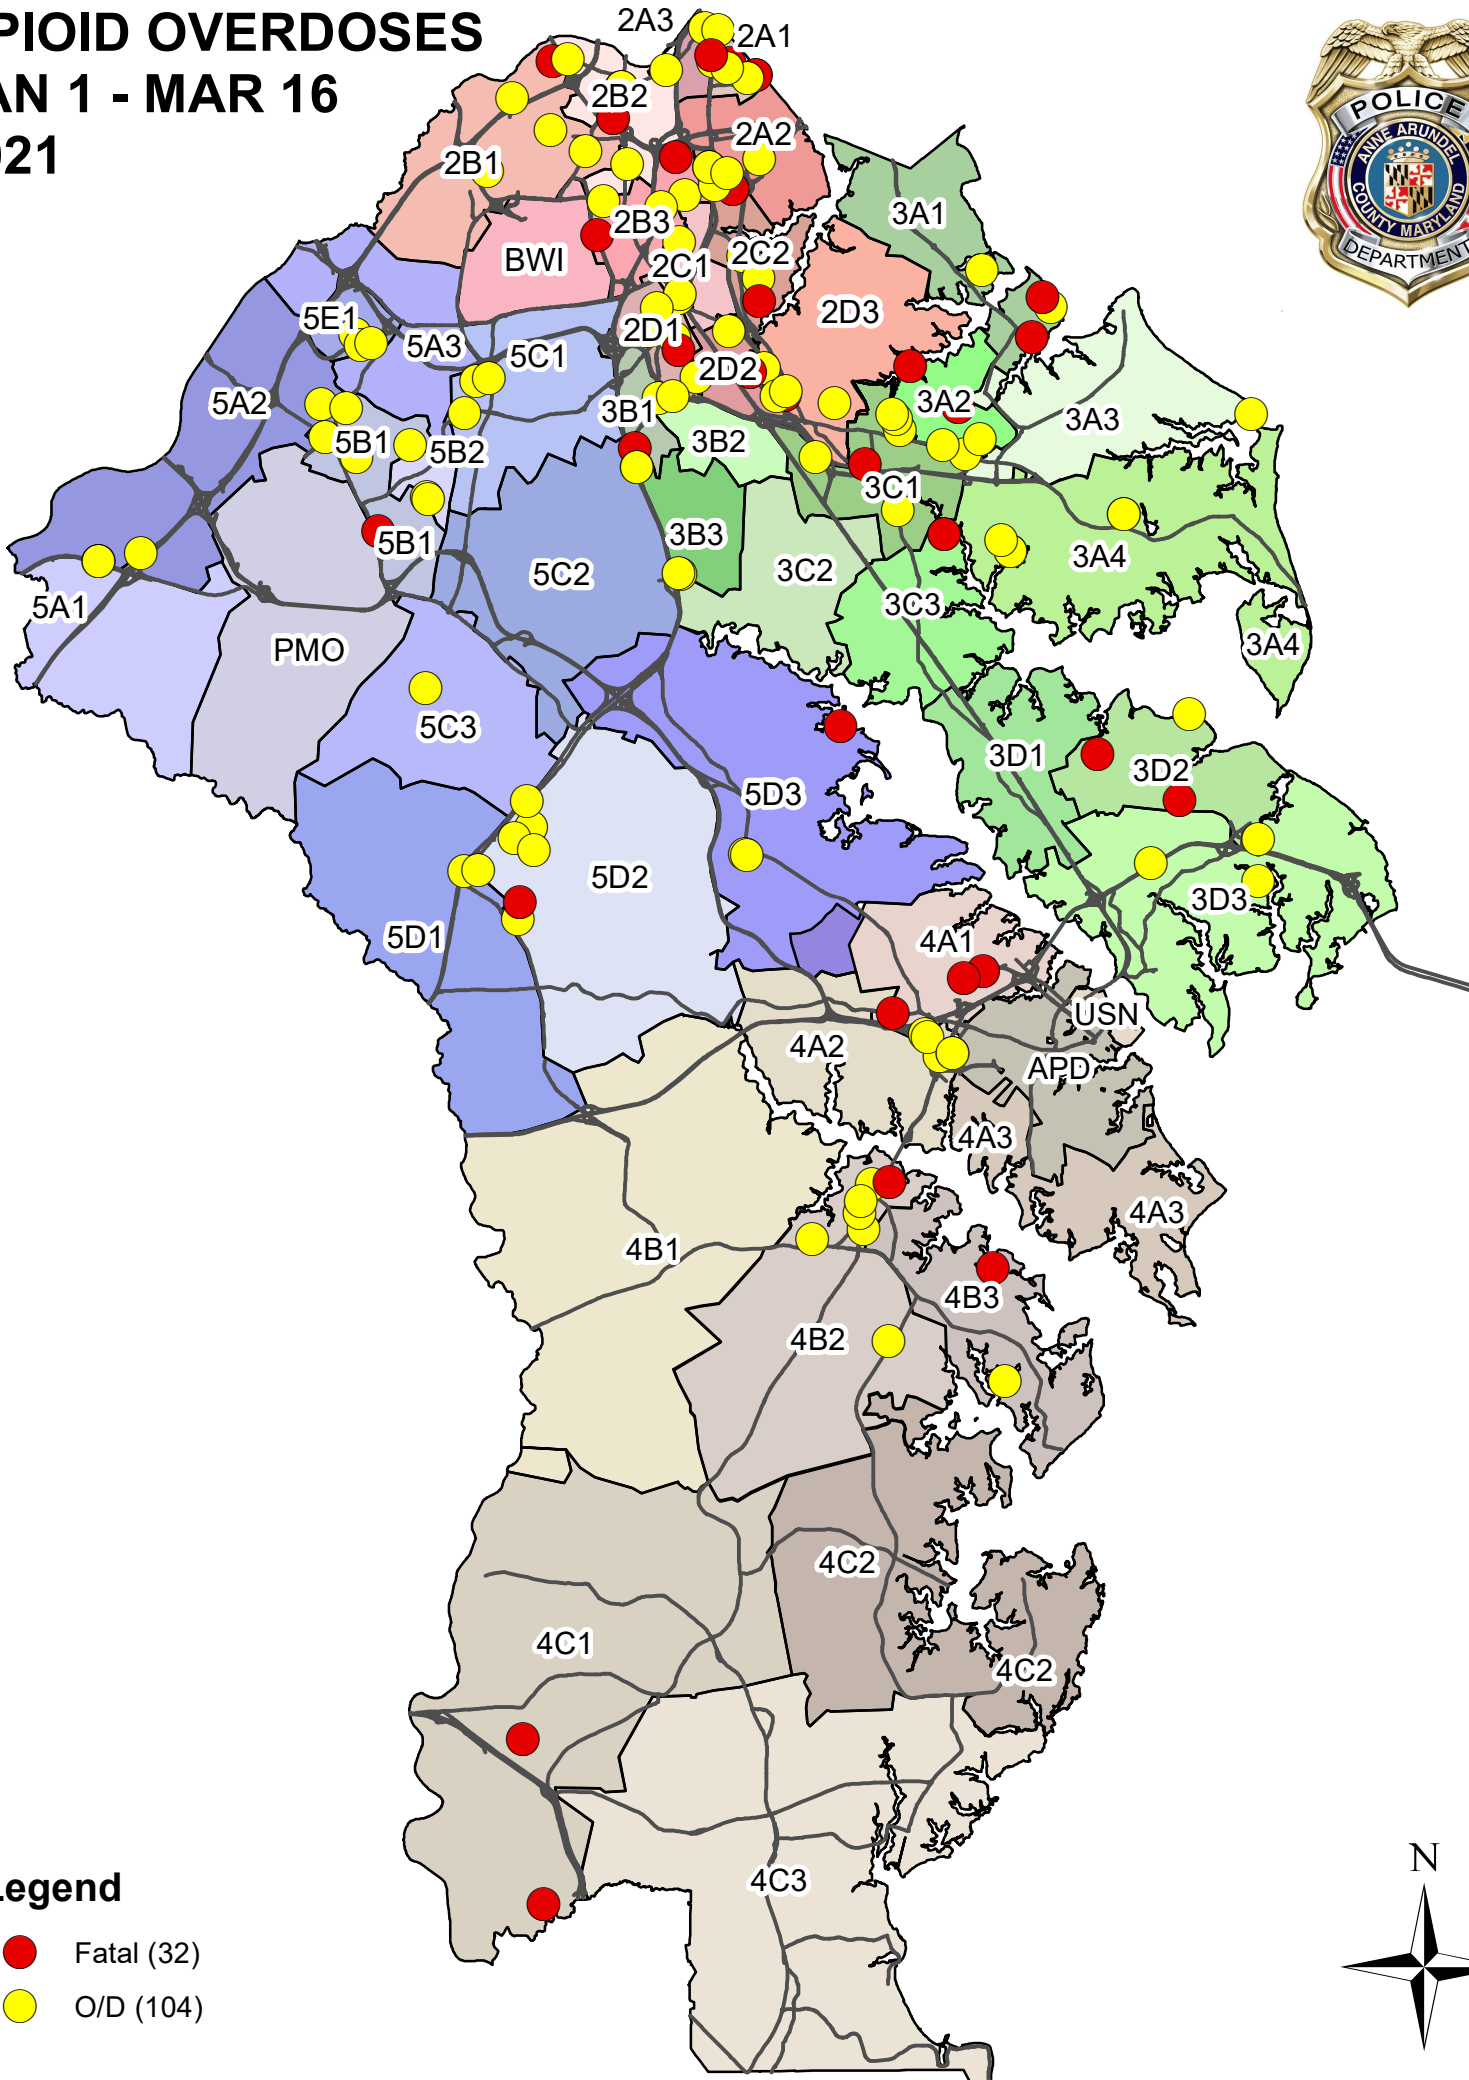 PIOID OVERDOSES
AN 1 - MAR 16
021
2A3
2A1
2B2
2A2
2B1
3A1
2B3
BWI
2C1
2C2
5E1
5A3
2D1
2D3
5C1
2D2
5A2
3B1
3A2
3A3
5B1
5B2
3B2
3C1
5B1
3B3
3A4
5C2
3C2
5A1
3C3
PMO
3A4
5C3
3D1
3D2
5D3
5D2
3D3
5D1
4A1
USN
4A2
APD
4A3
4A3
4B1
4B3
4B2
4C2
4C1
4C2
4C3
POLICE
ANNE ARUNDEL
COUNTY MARYLAND
DEPARTMENT
N
Legend
Fatal (32)
O/D (104)